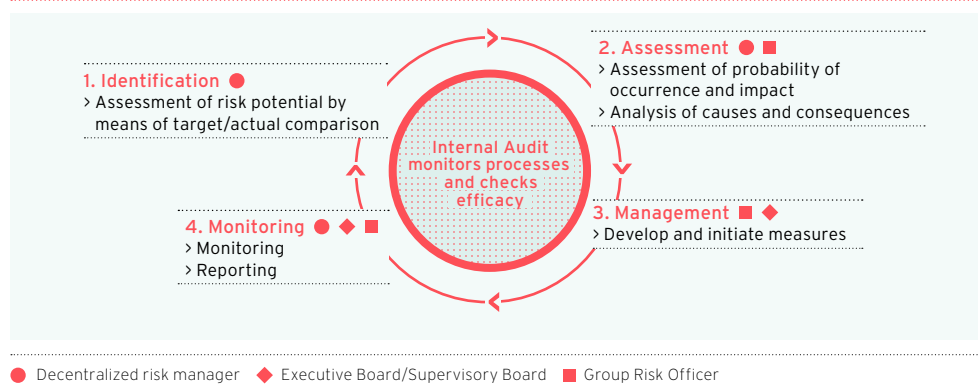 1. Identification
> Assessment of risk potential by
means of target/actual comparison
2. Assessment
> Assessment of probability of
occurrence and impact
> Analysis of causes and consequences
Internal Audit
monitors processes
and checks
efficacy
3. Management
> Develop and initiate measures
4. Monitoring
> Monitoring
> Reporting
Decentralized risk manager Executive Board/Supervisory Board Group Risk Officer